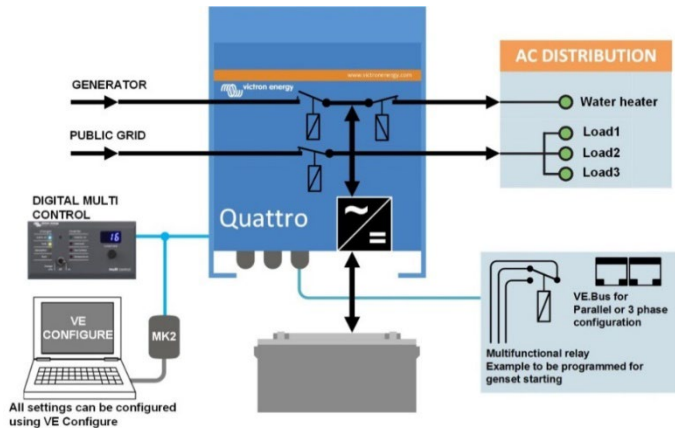 GENERATOR
PUBLIC GRID
victron energy
www.victronenergy.com
Quattro
~
=
AC DISTRIBUTION
Water heater
Load1
Load2
Load3
DIGITAL MULTI
CONTROL
16
VE
CONFIGURE
MK2
All settings can be configured
using VE Configure
VE.Bus for
Parallel or 3 phase
configuration
Multifunctional relay
Example to be programmed for
genset starting